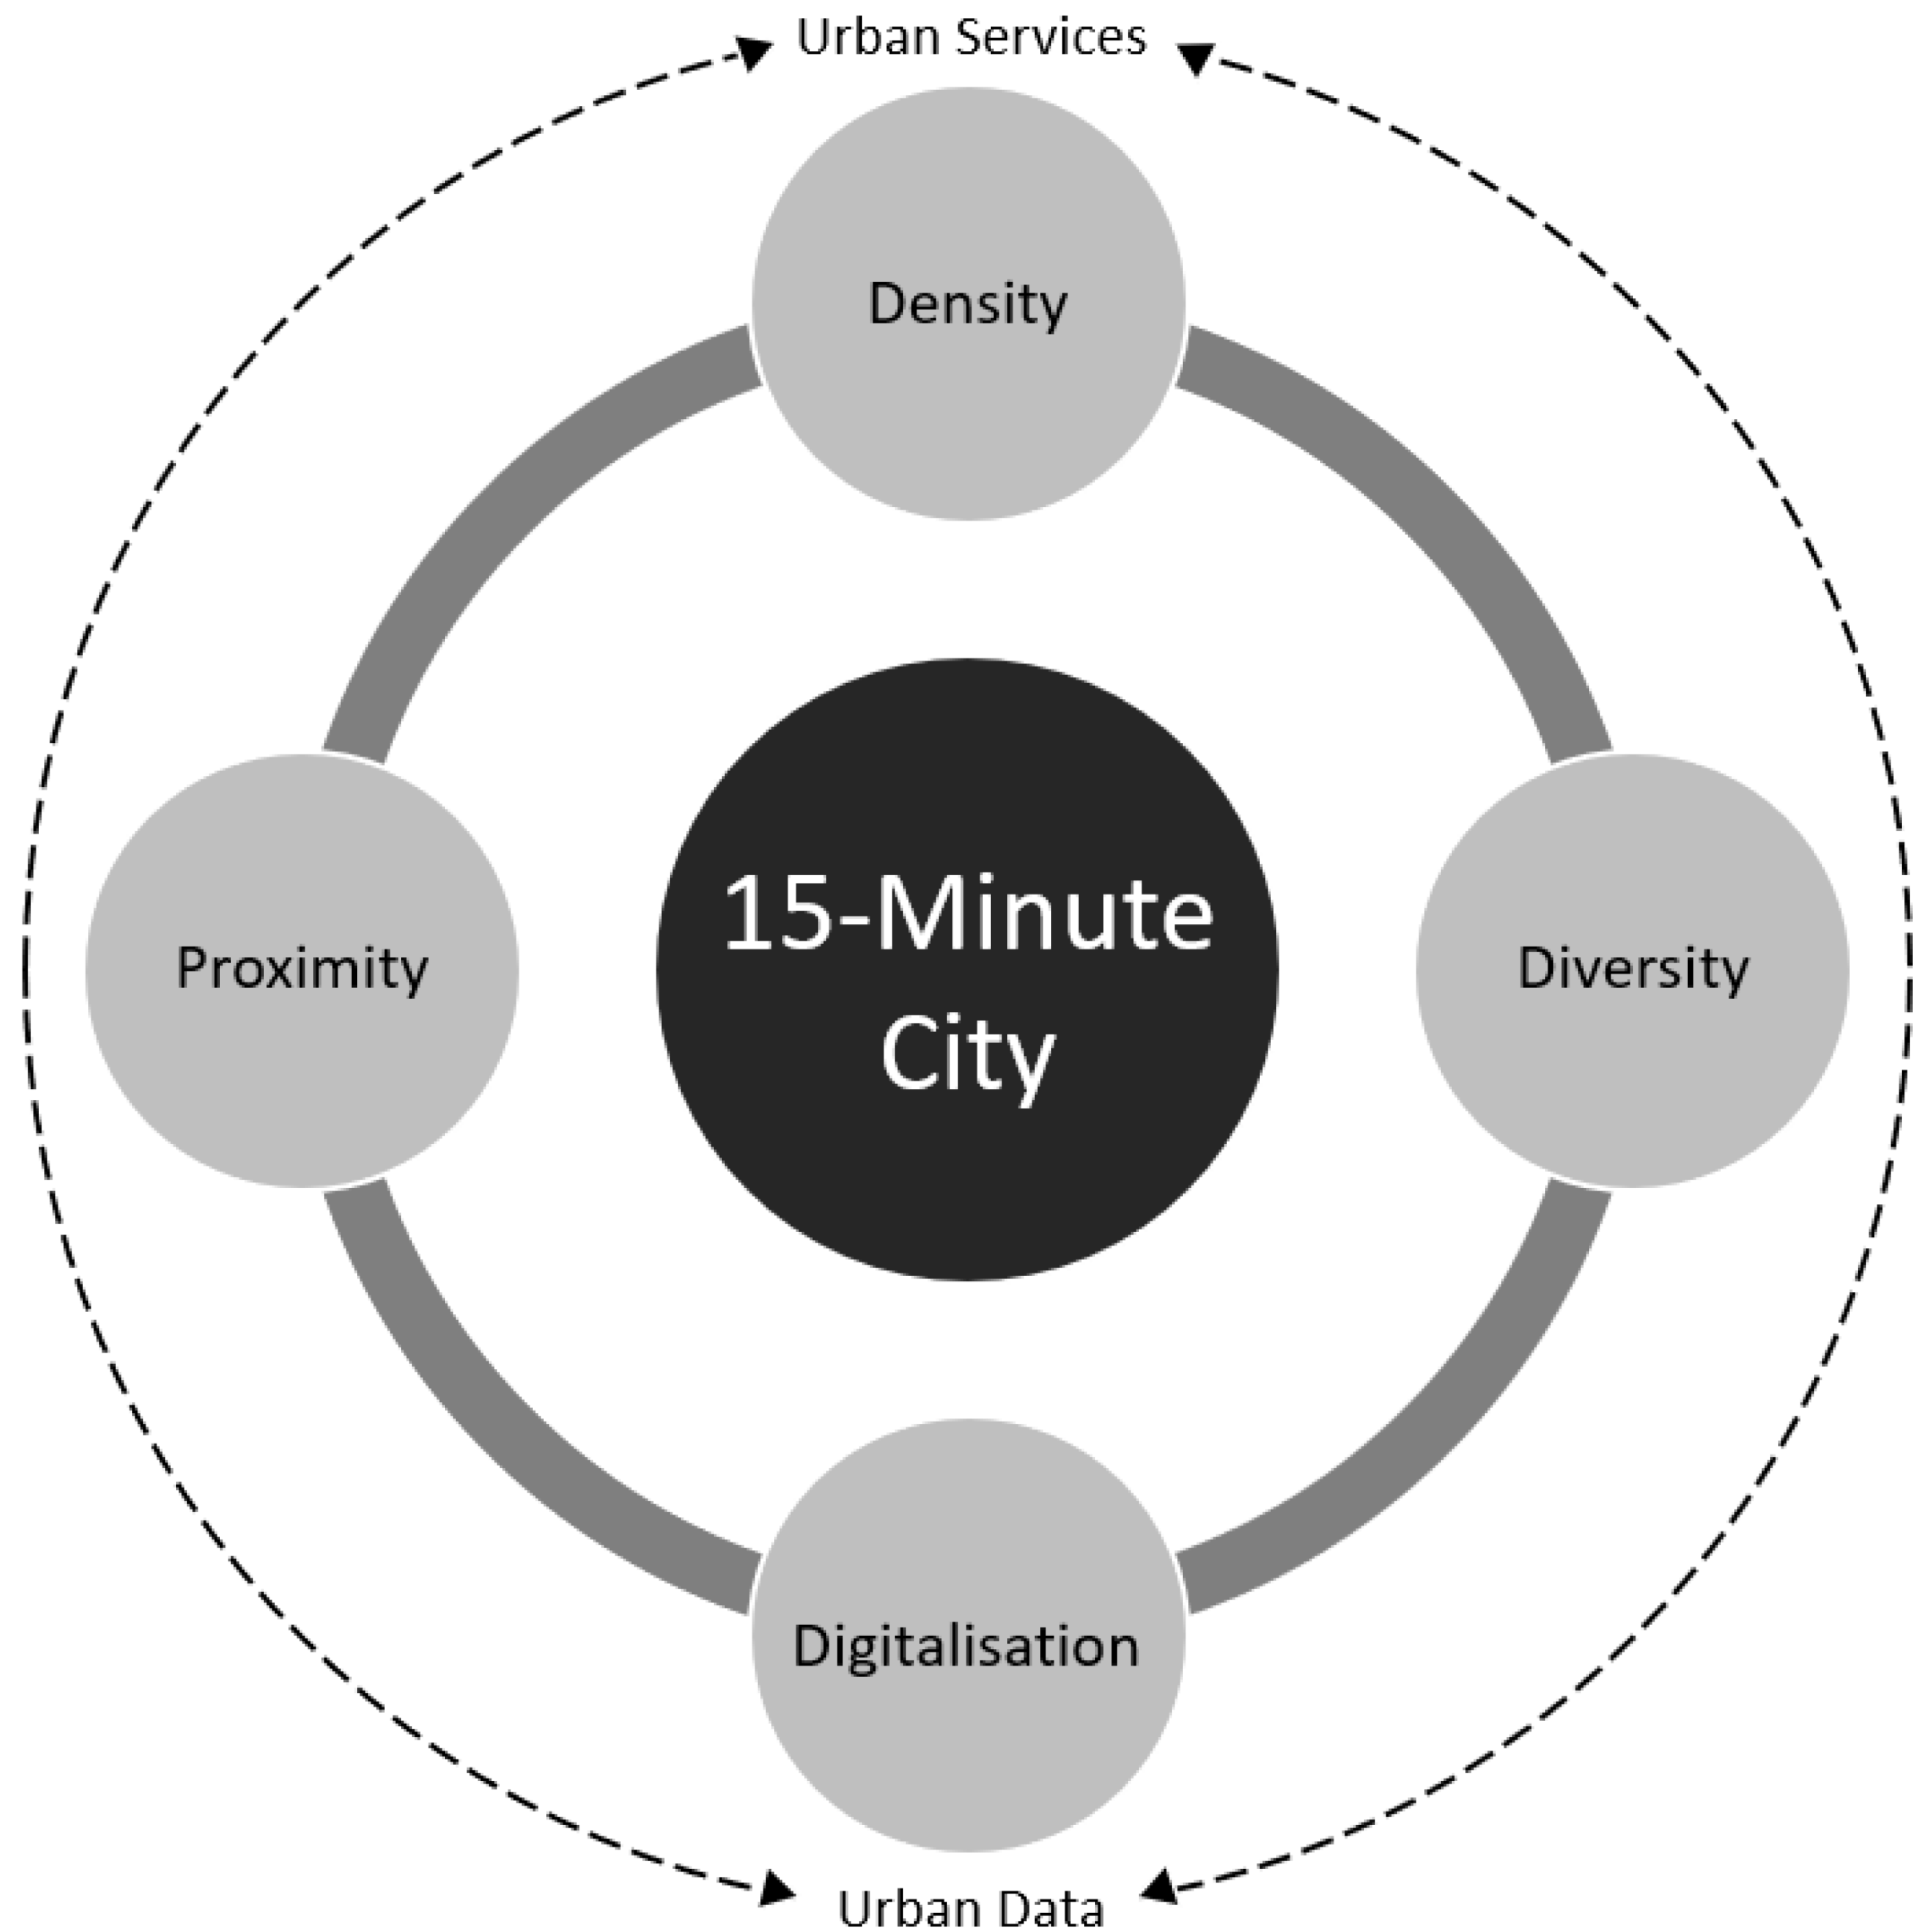 Urban Services
Density
Proximity
15-Minute
City
Diversity
Digitalisation
Urban Data